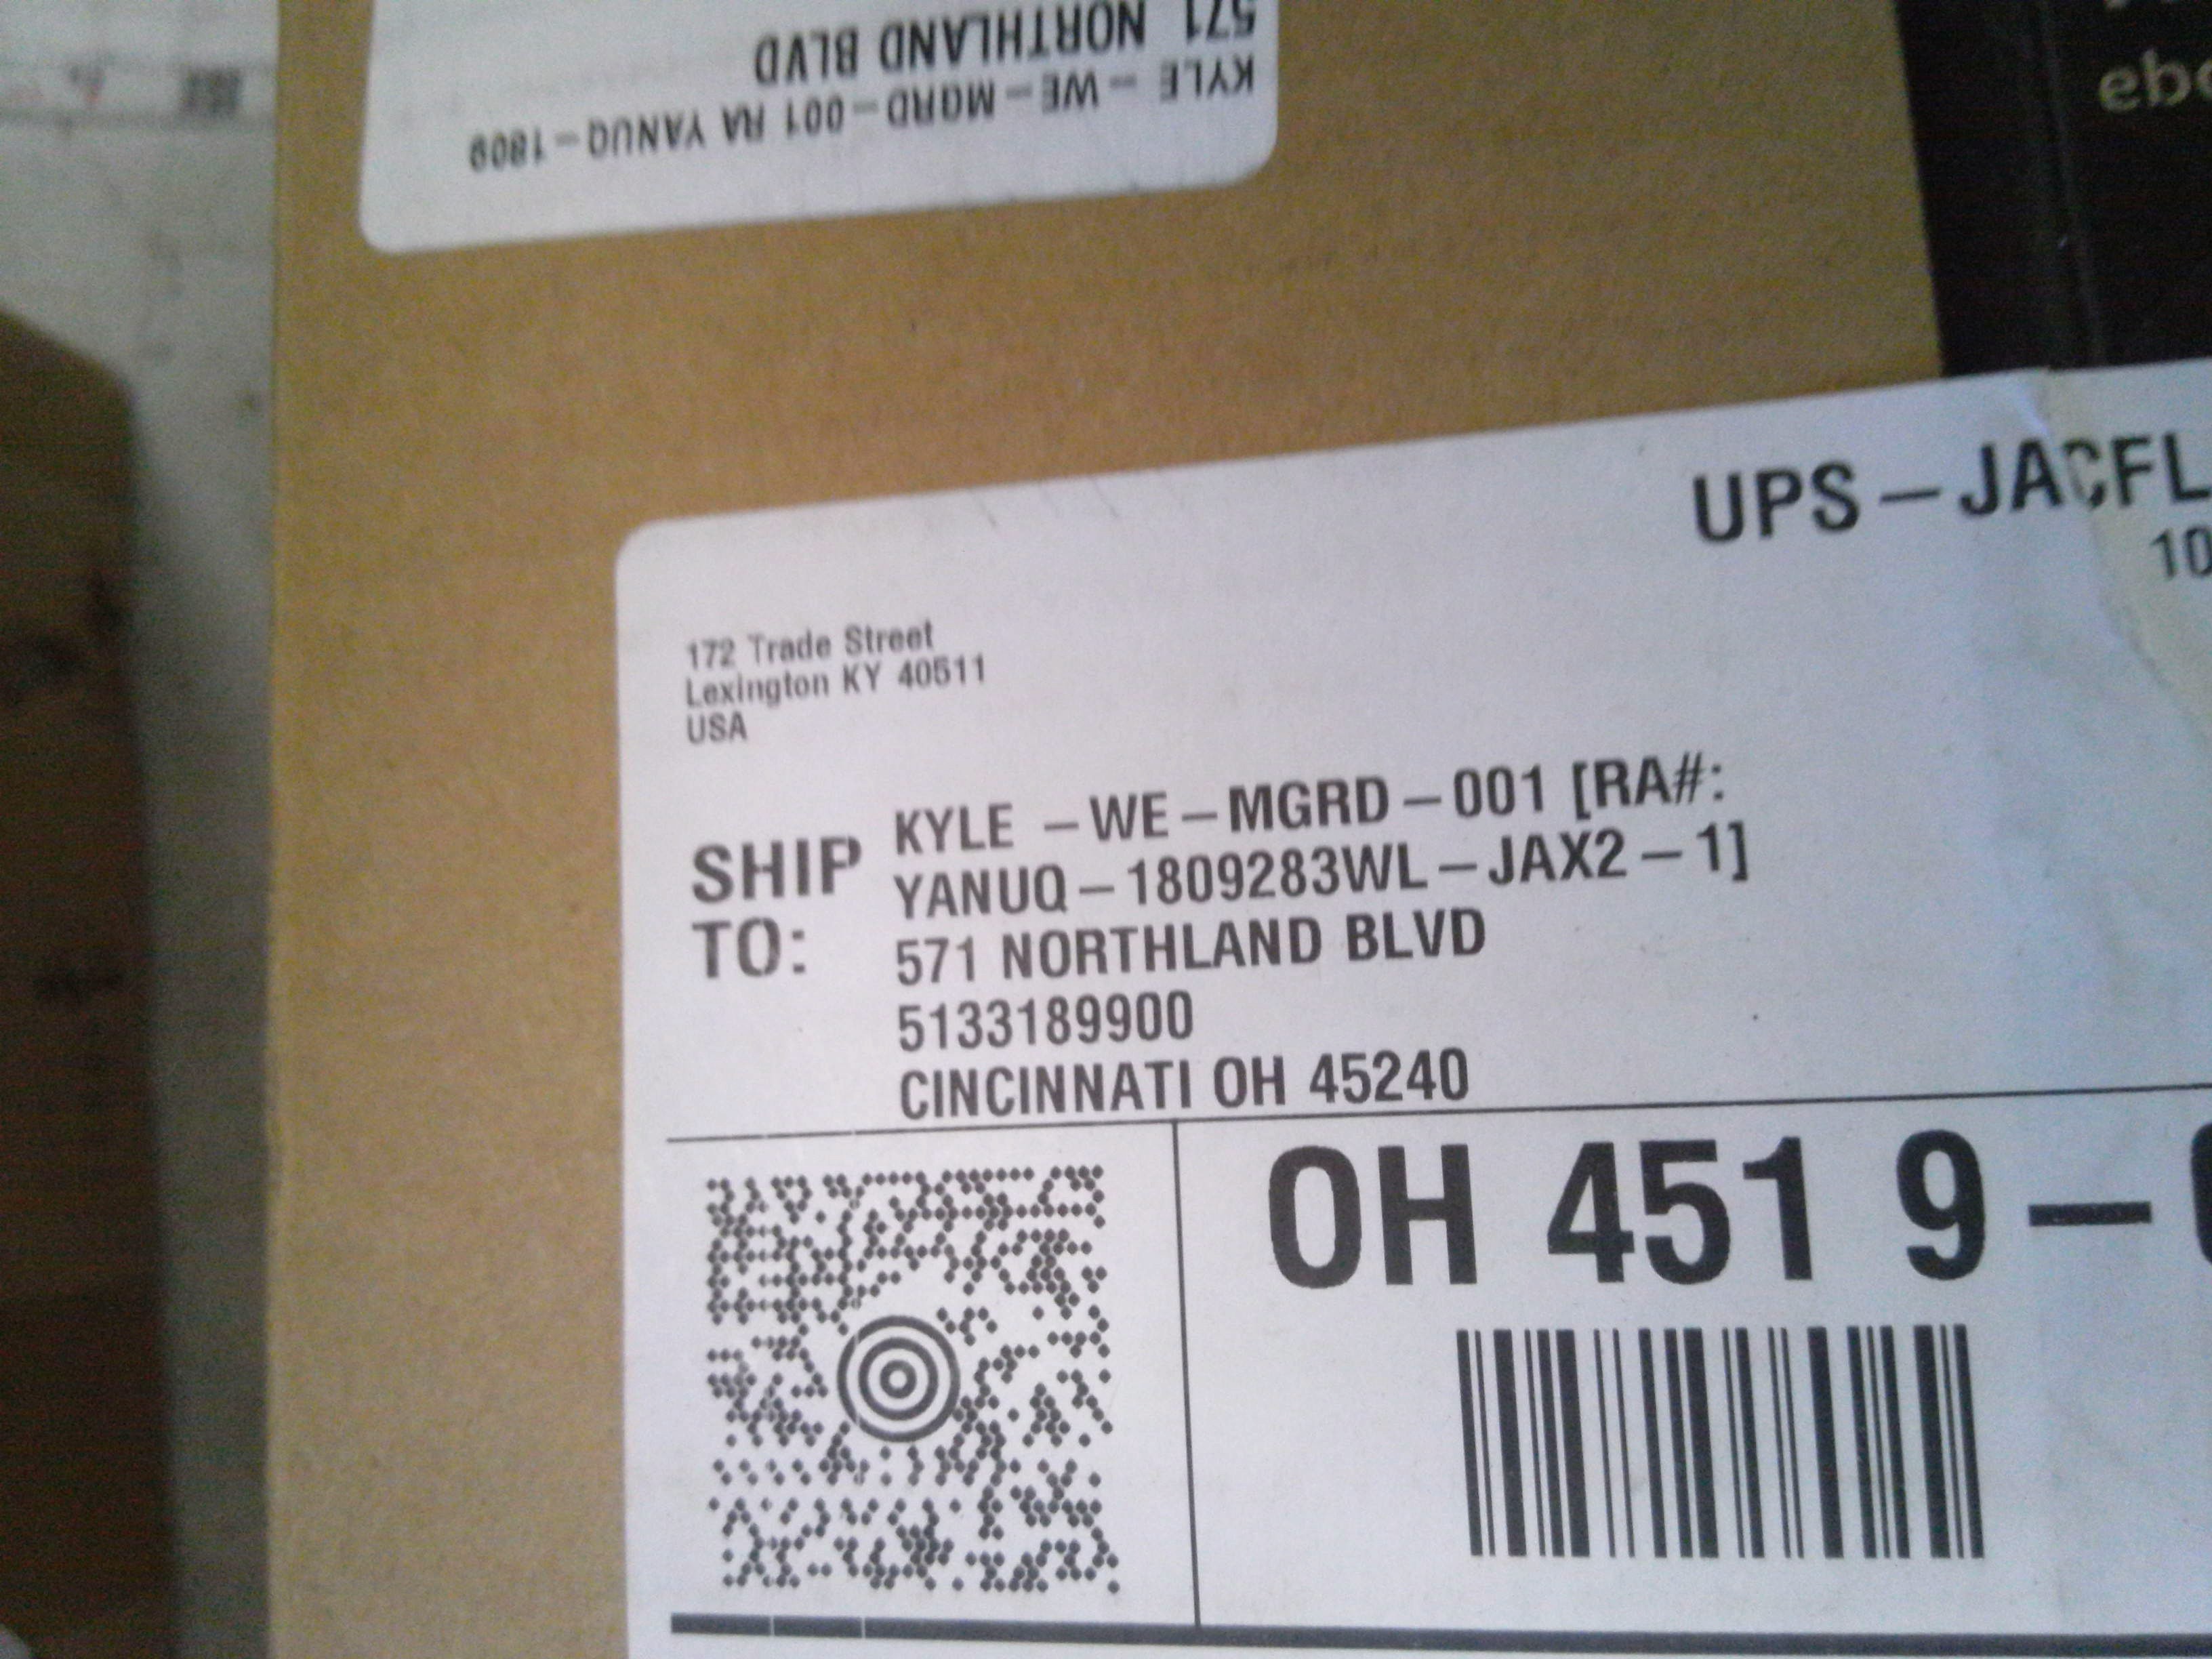 571 NORTHLAND BLVD
KYLE - WE - MGRD - 001 RA YANUQ - 1809
UPS - JACFL
10
172 Trade Street
Lexington KY 40511
USA
SHIP TO:
KYLE - WE - MGRD - 001 [RA#:
YANUQ - 1809283WL - JAX2 - 1]
571 NORTHLAND BLVD
5133189900
CINCINNATI OH 45240
OH 451 9 -